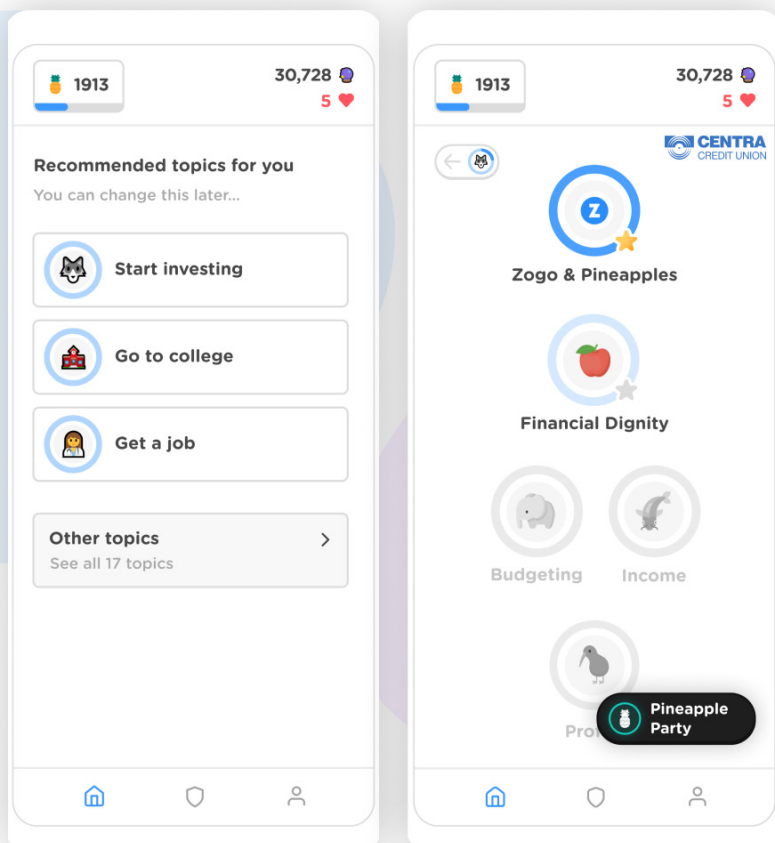 1913
30,728
5
Recommended topics for you
You can change this later...
Start investing
Go to college
Get a job
Other topics
See all 17 topics
1913
30,728
5
CENTRA
CREDIT UNION
Z
Zogo & Pineapples
Financial Dignity
Budgeting
Income
Pineapple
Party